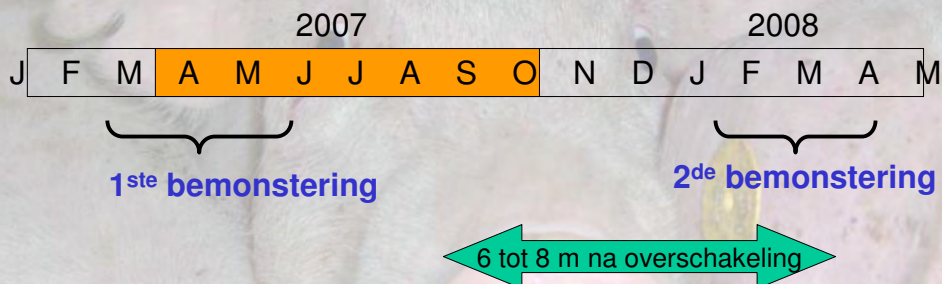 2007 2008
J F M A M J J A S O N D J F M A M
1ste bemonstering 2de bemonstering
6 tot 8 m na overschakeling